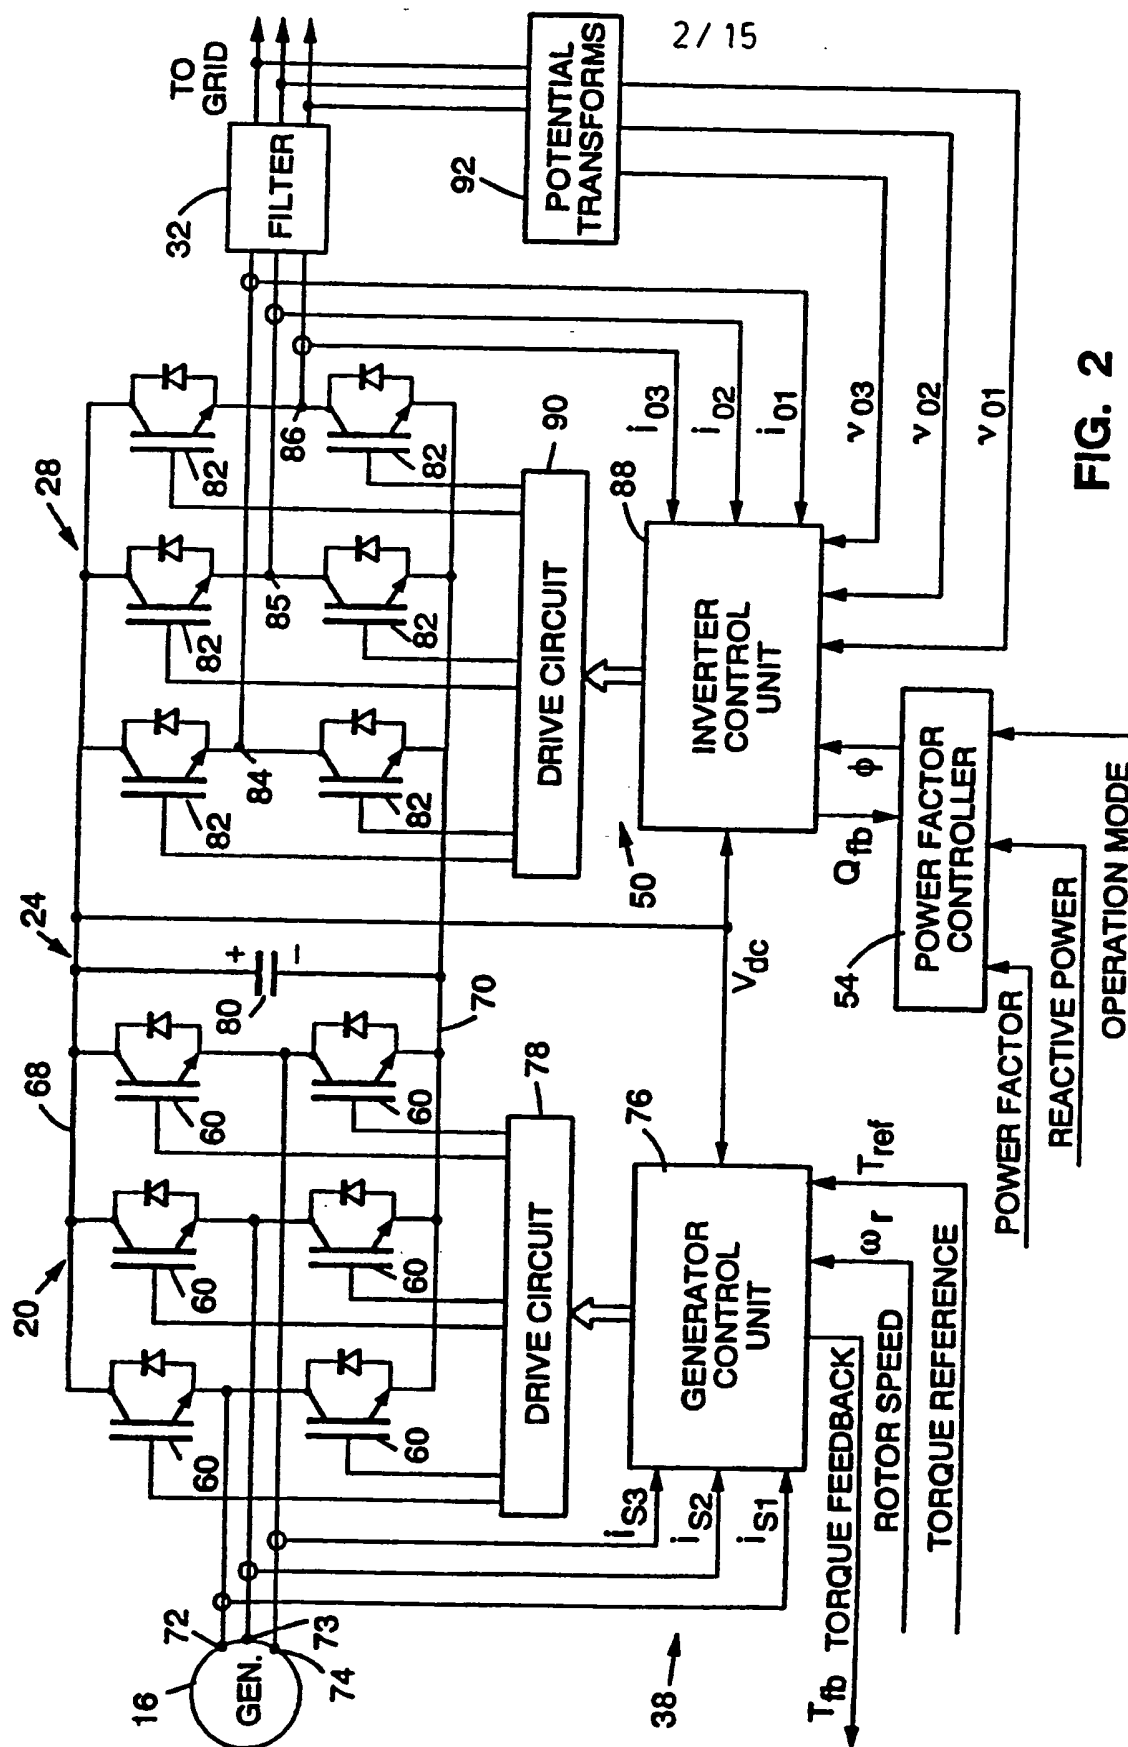 2/15
16
GEN.
72
73
74
38
20
68
24
28
60
60
60
60
60
60
70
80
+
−
82
82
82
82
82
82
84
85
86
32
FILTER
TO
GRID
92
POTENTIAL
TRANSFORMS
78
DRIVE CIRCUIT
90
DRIVE CIRCUIT
iS3
iS2
iS1
76
GENERATOR
CONTROL
UNIT
Vdc
50
88
INVERTER
CONTROL
UNIT
i03
i02
i01
ν03
ν02
ν01
Tfb TORQUE FEEDBACK
ROTOR SPEED
ωr
TORQUE REFERENCE
Tref
Qfb
ϕ
54
POWER FACTOR
CONTROLLER
POWER FACTOR
REACTIVE POWER
OPERATION MODE
FIG. 2